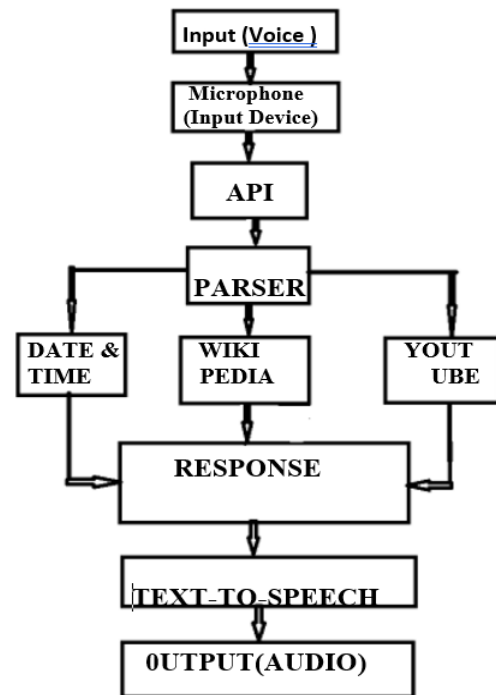 Input (Voice )
Microphone
(Input Device)
API
PARSER
DATE &
TIME
WIKI
PEDIA
YOUT
UBE
RESPONSE
TEXT-TO-SPEECH
0UTPUT(AUDIO)